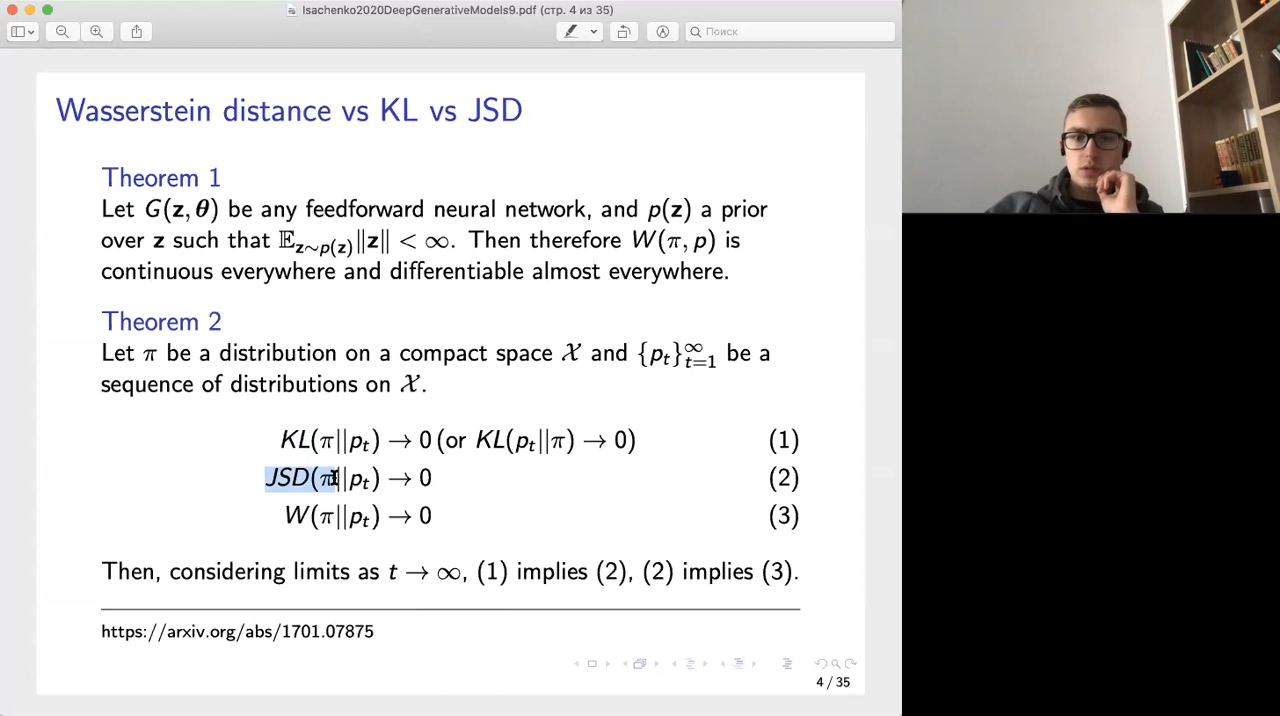 Isachenko2020DeepGenerativeModels9.pdf (стр. 4 из 35)
Поиск
Wasserstein distance vs KL vs JSD
Theorem 1
Let G(z, θ) be any feedforward neural network, and p(z) a prior
over z such that 𝔼_{z∼p(z)}‖z‖ < ∞. Then therefore W(π, p) is
continuous everywhere and differentiable almost everywhere.
Theorem 2
Let π be a distribution on a compact space 𝒳 and {p_t}_{t=1}^∞ be a
sequence of distributions on 𝒳.
KL(π||p_t) → 0 (or KL(p_t||π) → 0) (1)
JSD(π||p_t) → 0 (2)
W(π||p_t) → 0 (3)
Then, considering limits as t → ∞, (1) implies (2), (2) implies (3).
https://arxiv.org/abs/1701.07875
4 / 35